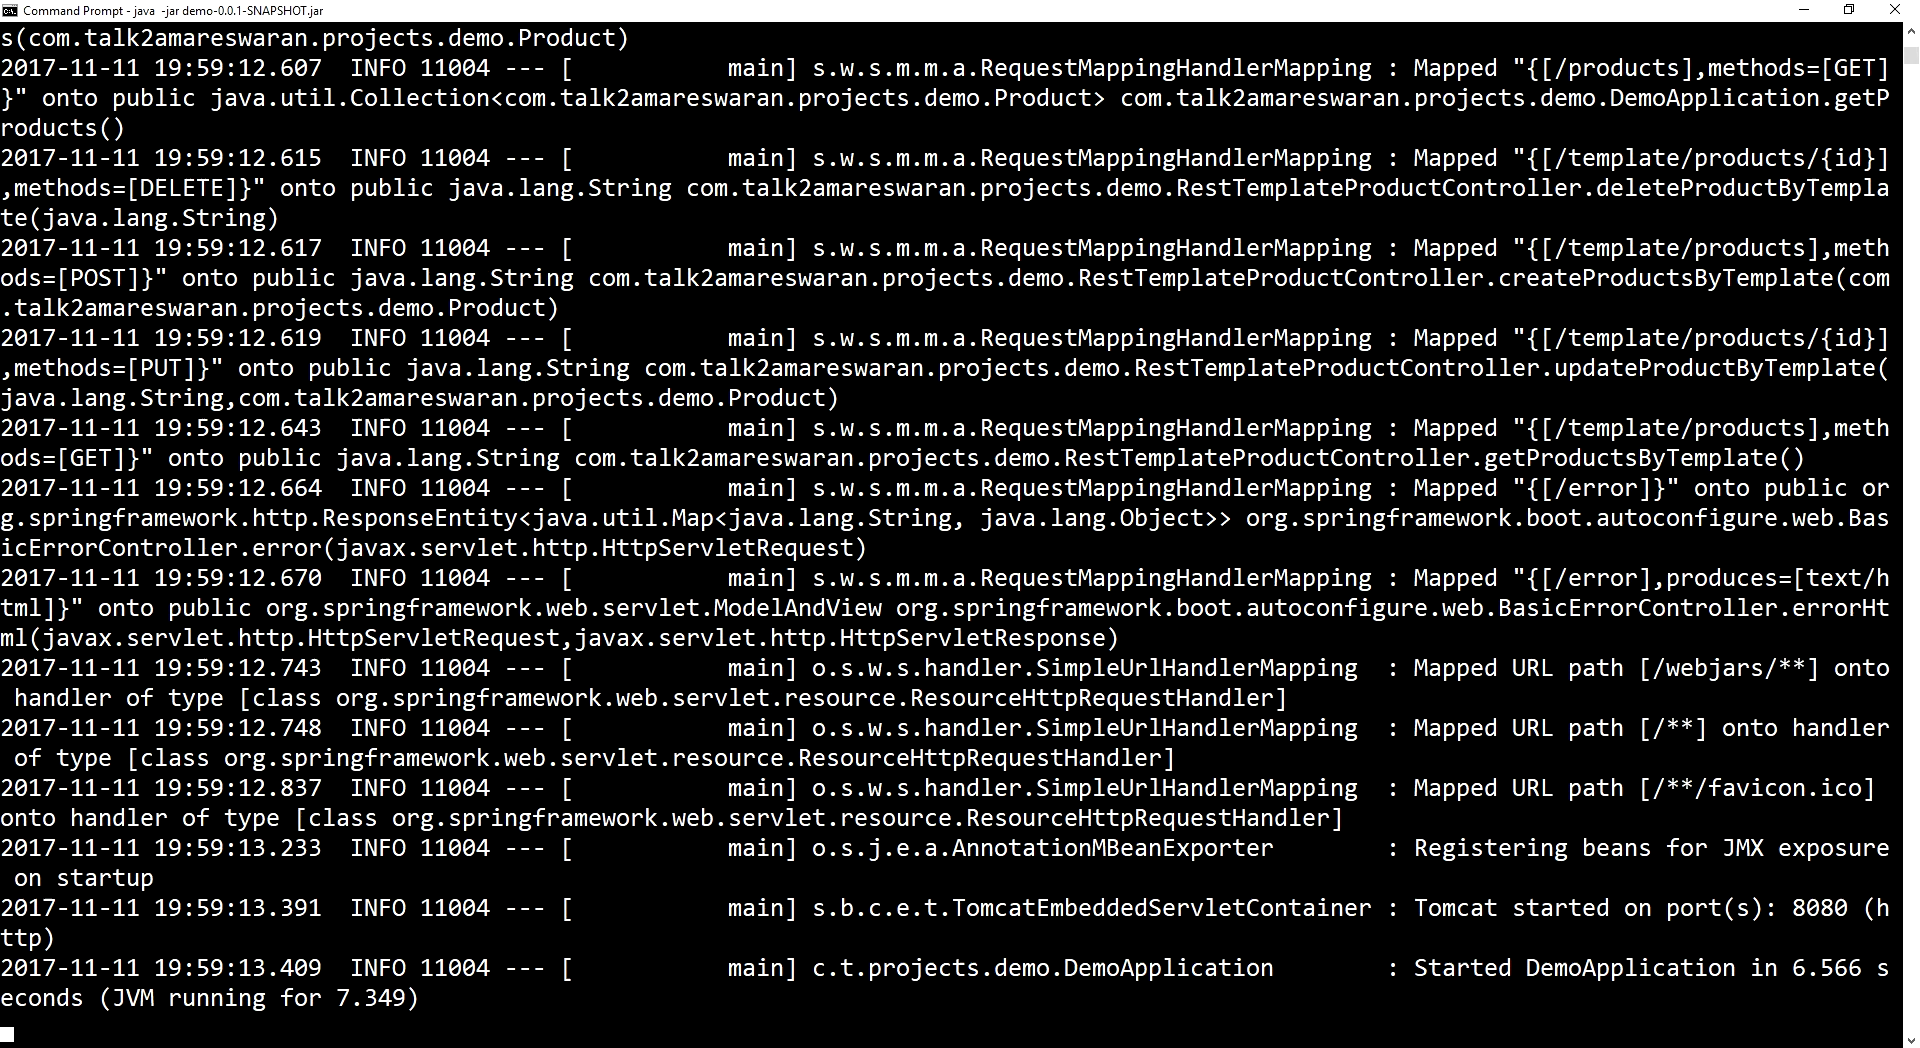 Command Prompt - java  -jar demo-0.0.1-SNAPSHOT.jar
s(com.talk2amareswaran.projects.demo.Product)
2017-11-11 19:59:12.607  INFO 11004 --- [           main] s.w.s.m.m.a.RequestMappingHandlerMapping : Mapped "{[/products],methods=[GET]
}" onto public java.util.Collection<com.talk2amareswaran.projects.demo.Product> com.talk2amareswaran.projects.demo.DemoApplication.getP
roducts()
2017-11-11 19:59:12.615  INFO 11004 --- [           main] s.w.s.m.m.a.RequestMappingHandlerMapping : Mapped "{[/template/products/{id}]
,methods=[DELETE]}" onto public java.lang.String com.talk2amareswaran.projects.demo.RestTemplateProductController.deleteProductByTempla
te(java.lang.String)
2017-11-11 19:59:12.617  INFO 11004 --- [           main] s.w.s.m.m.a.RequestMappingHandlerMapping : Mapped "{[/template/products],meth
ods=[POST]}" onto public java.lang.String com.talk2amareswaran.projects.demo.RestTemplateProductController.createProductsByTemplate(com
.talk2amareswaran.projects.demo.Product)
2017-11-11 19:59:12.619  INFO 11004 --- [           main] s.w.s.m.m.a.RequestMappingHandlerMapping : Mapped "{[/template/products/{id}]
,methods=[PUT]}" onto public java.lang.String com.talk2amareswaran.projects.demo.RestTemplateProductController.updateProductByTemplate(
java.lang.String,com.talk2amareswaran.projects.demo.Product)
2017-11-11 19:59:12.643  INFO 11004 --- [           main] s.w.s.m.m.a.RequestMappingHandlerMapping : Mapped "{[/template/products],meth
ods=[GET]}" onto public java.lang.String com.talk2amareswaran.projects.demo.RestTemplateProductController.getProductsByTemplate()
2017-11-11 19:59:12.664  INFO 11004 --- [           main] s.w.s.m.m.a.RequestMappingHandlerMapping : Mapped "{[/error]}" onto public or
g.springframework.http.ResponseEntity<java.util.Map<java.lang.String, java.lang.Object>> org.springframework.boot.autoconfigure.web.Bas
icErrorController.error(javax.servlet.http.HttpServletRequest)
2017-11-11 19:59:12.670  INFO 11004 --- [           main] s.w.s.m.m.a.RequestMappingHandlerMapping : Mapped "{[/error],produces=[text/h
tml]}" onto public org.springframework.web.servlet.ModelAndView org.springframework.boot.autoconfigure.web.BasicErrorController.errorHt
ml(javax.servlet.http.HttpServletRequest,javax.servlet.http.HttpServletResponse)
2017-11-11 19:59:12.743  INFO 11004 --- [           main] o.s.w.s.handler.SimpleUrlHandlerMapping  : Mapped URL path [/webjars/**] onto
 handler of type [class org.springframework.web.servlet.resource.ResourceHttpRequestHandler]
2017-11-11 19:59:12.748  INFO 11004 --- [           main] o.s.w.s.handler.SimpleUrlHandlerMapping  : Mapped URL path [/**] onto handler
 of type [class org.springframework.web.servlet.resource.ResourceHttpRequestHandler]
2017-11-11 19:59:12.837  INFO 11004 --- [           main] o.s.w.s.handler.SimpleUrlHandlerMapping  : Mapped URL path [/**/favicon.ico]
onto handler of type [class org.springframework.web.servlet.resource.ResourceHttpRequestHandler]
2017-11-11 19:59:13.233  INFO 11004 --- [           main] o.s.j.e.a.AnnotationMBeanExporter        : Registering beans for JMX exposure
 on startup
2017-11-11 19:59:13.391  INFO 11004 --- [           main] s.b.c.e.t.TomcatEmbeddedServletContainer : Tomcat started on port(s): 8080 (h
ttp)
2017-11-11 19:59:13.409  INFO 11004 --- [           main] c.t.projects.demo.DemoApplication        : Started DemoApplication in 6.566 s
econds (JVM running for 7.349)